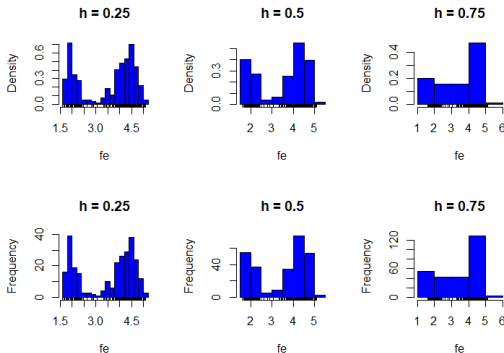 h = 0.25
h = 0.5
h = 0.75
Density
0.0 0.3 0.6
1.5 3.0 4.5
fe
Density
0.0 0.3
2 3 4 5
fe
Density
0.0 0.2 0.4
1 2 3 4 5 6
fe
h = 0.25
h = 0.5
h = 0.75
Frequency
0 20 40
1.5 3.0 4.5
fe
Frequency
0 40
2 3 4 5
fe
Frequency
0 60 120
1 2 3 4 5 6
fe